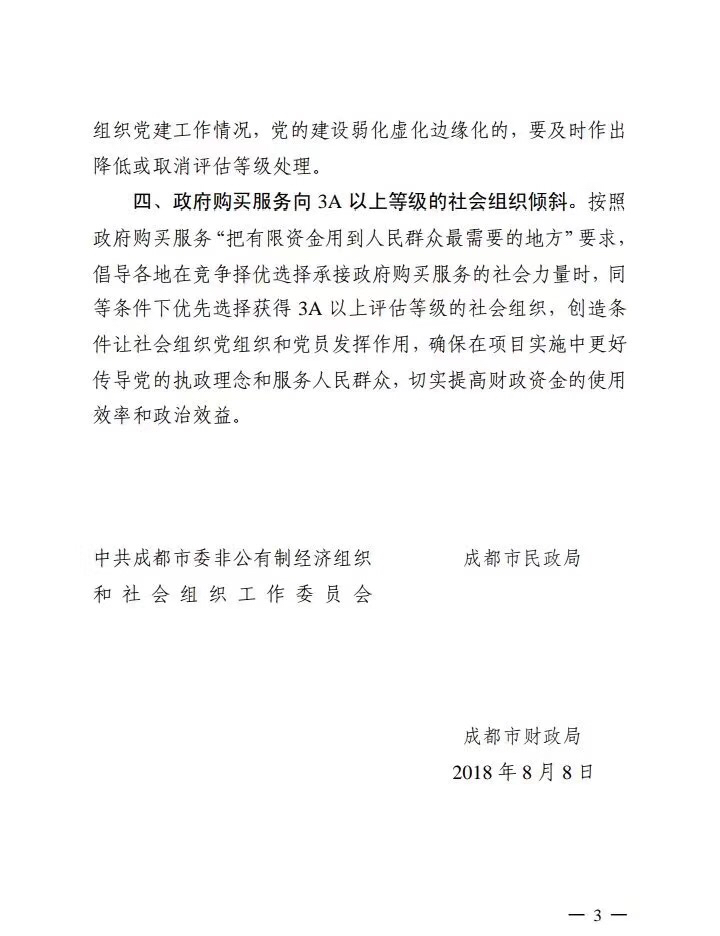 组织党建工作情况，党的建设弱化虚化边缘化的，要及时作出
降低或取消评估等级处理。
四、政府购买服务向 3A 以上等级的社会组织倾斜。按照
政府购买服务“把有限资金用到人民群众最需要的地方”要求，
倡导各地在竞争择优选择承接政府购买服务的社会力量时，同
等条件下优先选择获得 3A 以上评估等级的社会组织，创造条
件让社会组织党组织和党员发挥作用，确保在项目实施中更好
传导党的执政理念和服务人民群众，切实提高财政资金的使用
效率和政治效益。
中共成都市委非公有制经济组织 成都市民政局
和社会组织工作委员会
成都市财政局
2018 年 8 月 8 日
— 3 —